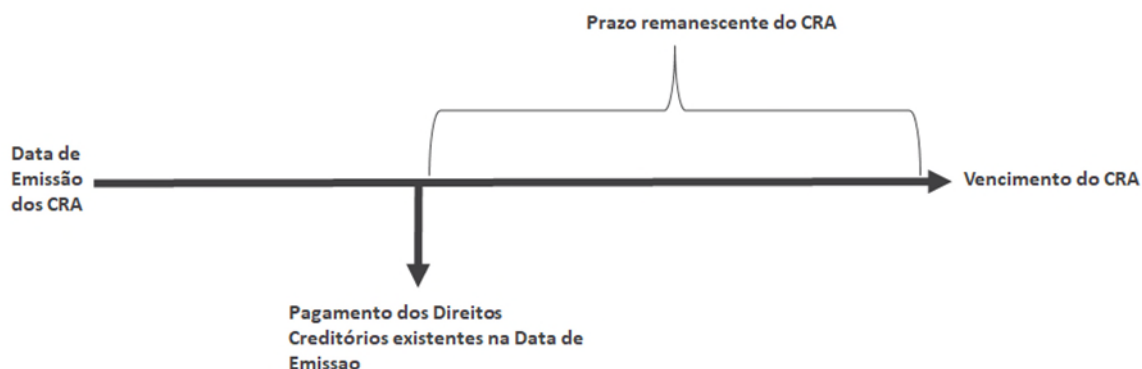 Prazo remanescente do CRA
Data de
Emissão
dos CRA
Vencimento do CRA
Pagamento dos Direitos
Creditórios existentes na Data de
Emissao